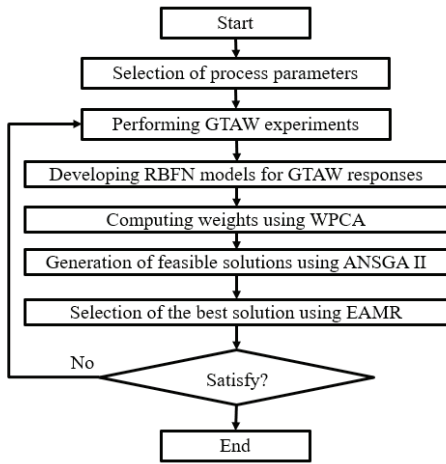 Start
Selection of process parameters
Performing GTAW experiments
Developing RBFN models for GTAW responses
Computing weights using WPCA
Generation of feasible solutions using ANSGA II
Selection of the best solution using EAMR
No
Satisfy?
End